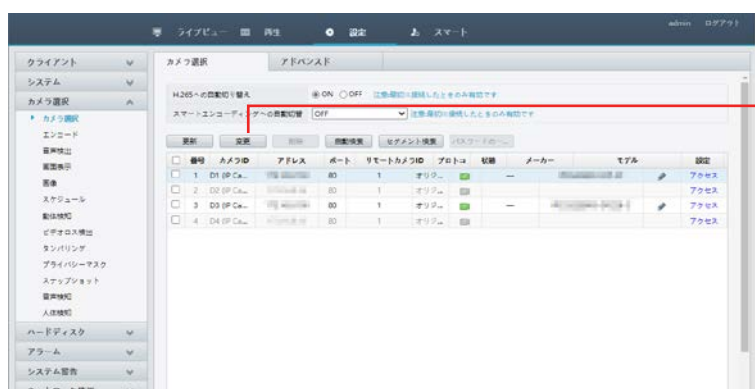 admin ログアウト
ライブビュー 再生 設定 スマート
クライアント
システム
カメラ選択
カメラ選択
エンコード
音声検出
画面表示
画像
スケジュール
動体検知
ビデオロス検出
タンパリング
プライバシーマスク
スナップショット
音声検知
人体検知
ハードディスク
アラーム
システム警告
カメラ選択 アドバンスド
H.265への自動切り替え ON OFF 注意:最初に接続したときのみ有効です
スマートエンコーディングへの自動切替 OFF 注意:最初に接続したときのみ有効です
更新 変更 削除 自動検索 セグメント検索
番号 カメラID アドレス ポート リモートカメラID プロトコ 状態 メーカー モデル 設定
1 D1 (IP Ca... 80 1 オリジ... — アクセス
2 D2 (IP Ca... 80 1 オリジ... アクセス
3 D3 (IP Ca... 80 1 オリジ... — アクセス
4 D4 (IP Ca... 80 1 オリジ... アクセス